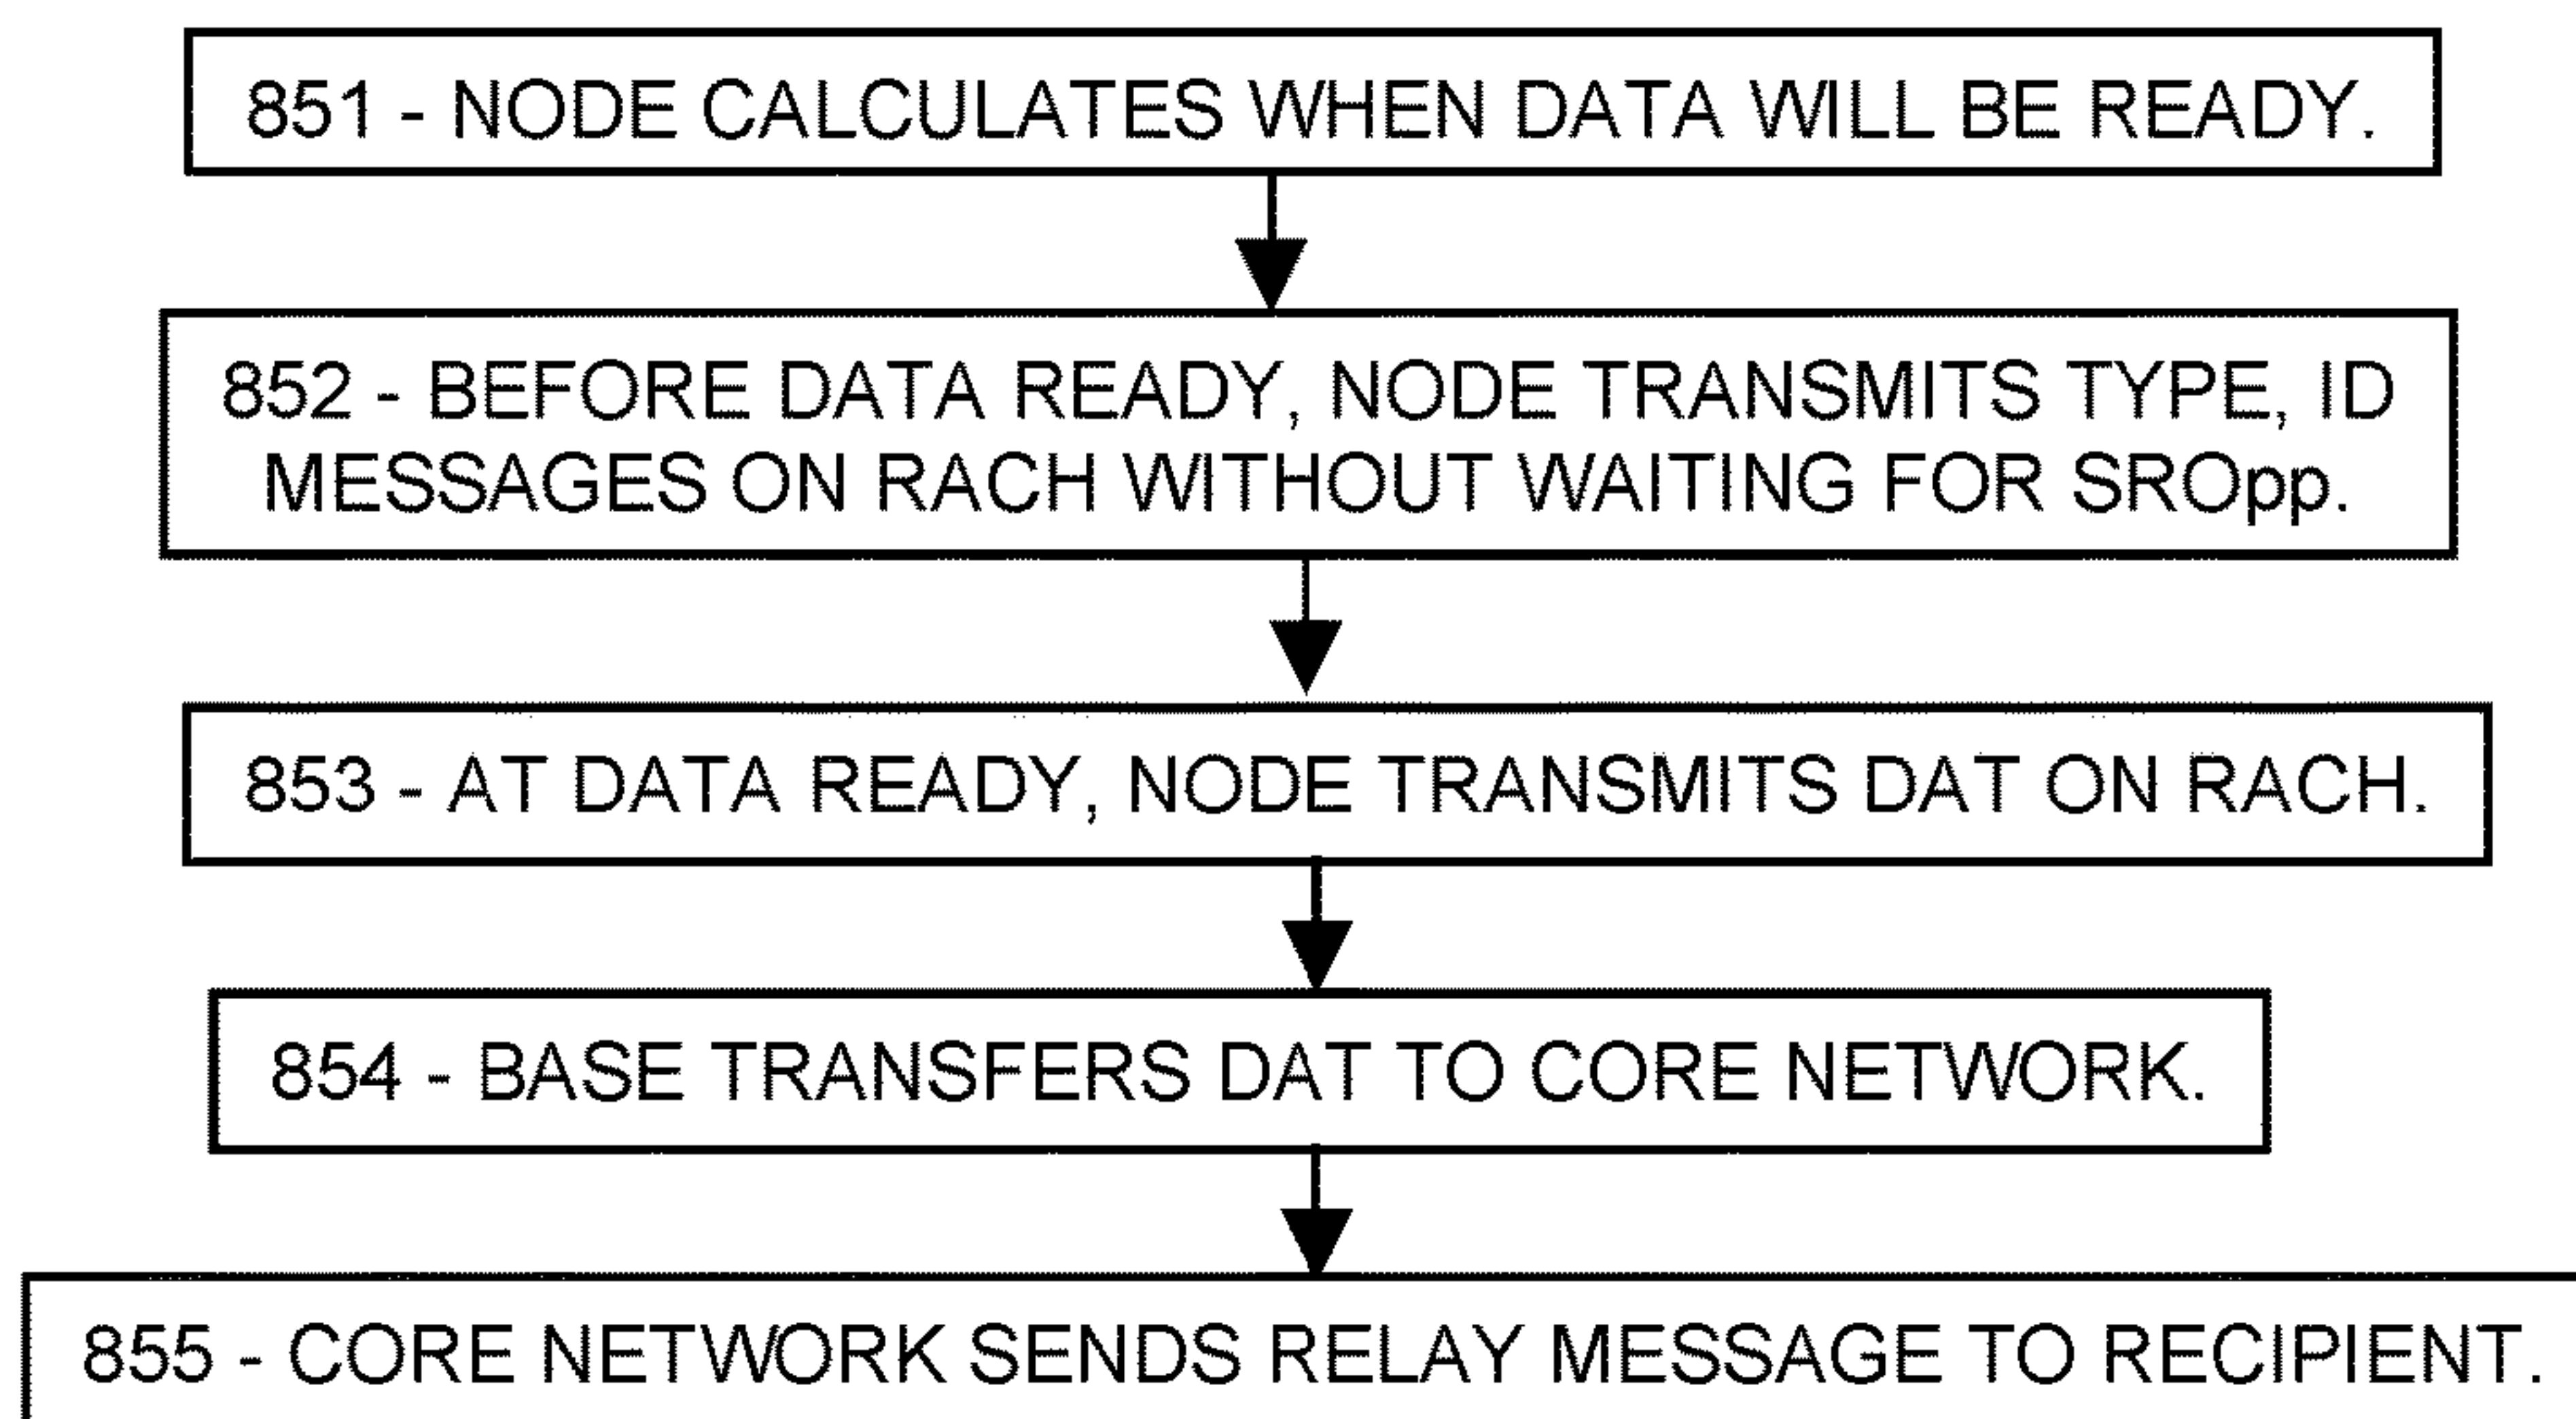 851 - NODE CALCULATES WHEN DATA WILL BE READY.
852 - BEFORE DATA READY, NODE TRANSMITS TYPE, ID
MESSAGES ON RACH WITHOUT WAITING FOR SROpp.
853 - AT DATA READY, NODE TRANSMITS DAT ON RACH.
854 - BASE TRANSFERS DAT TO CORE NETWORK.
855 - CORE NETWORK SENDS RELAY MESSAGE TO RECIPIENT.